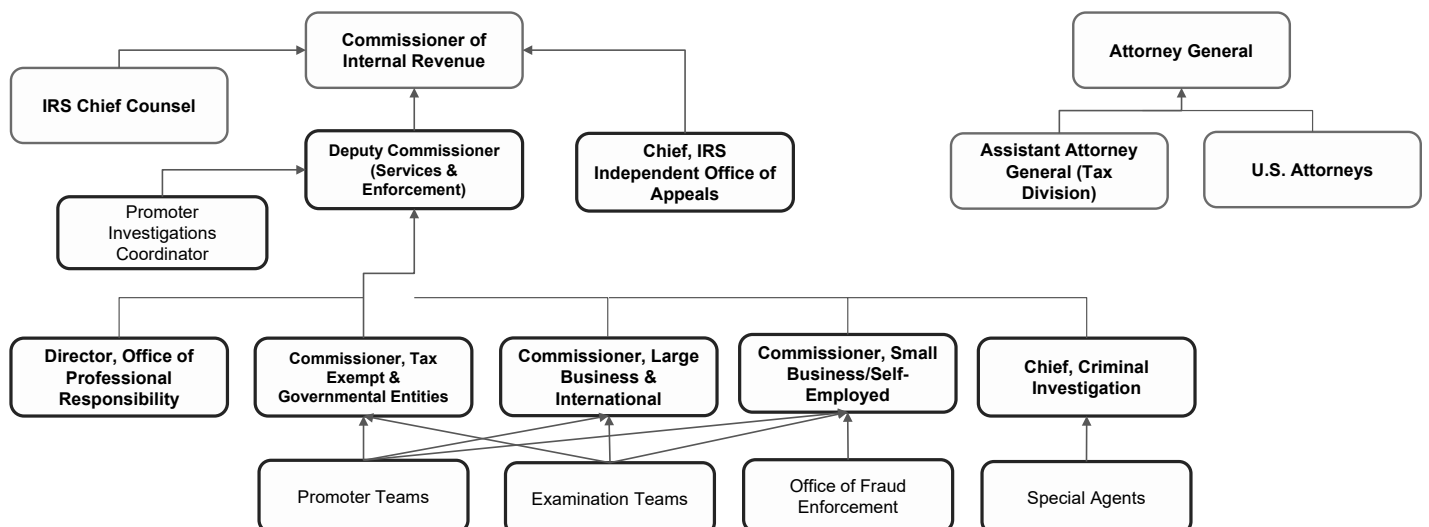 Commissioner of
Internal Revenue
Attorney General
IRS Chief Counsel
Deputy Commissioner
(Services &
Enforcement)
Chief, IRS
Independent Office of
Appeals
Assistant Attorney
General (Tax
Division)
U.S. Attorneys
Promoter
Investigations
Coordinator
Director, Office of
Professional
Responsibility
Commissioner, Tax
Exempt &
Governmental Entities
Commissioner, Large
Business &
International
Commissioner, Small
Business/Self-
Employed
Chief, Criminal
Investigation
Promoter Teams
Examination Teams
Office of Fraud
Enforcement
Special Agents